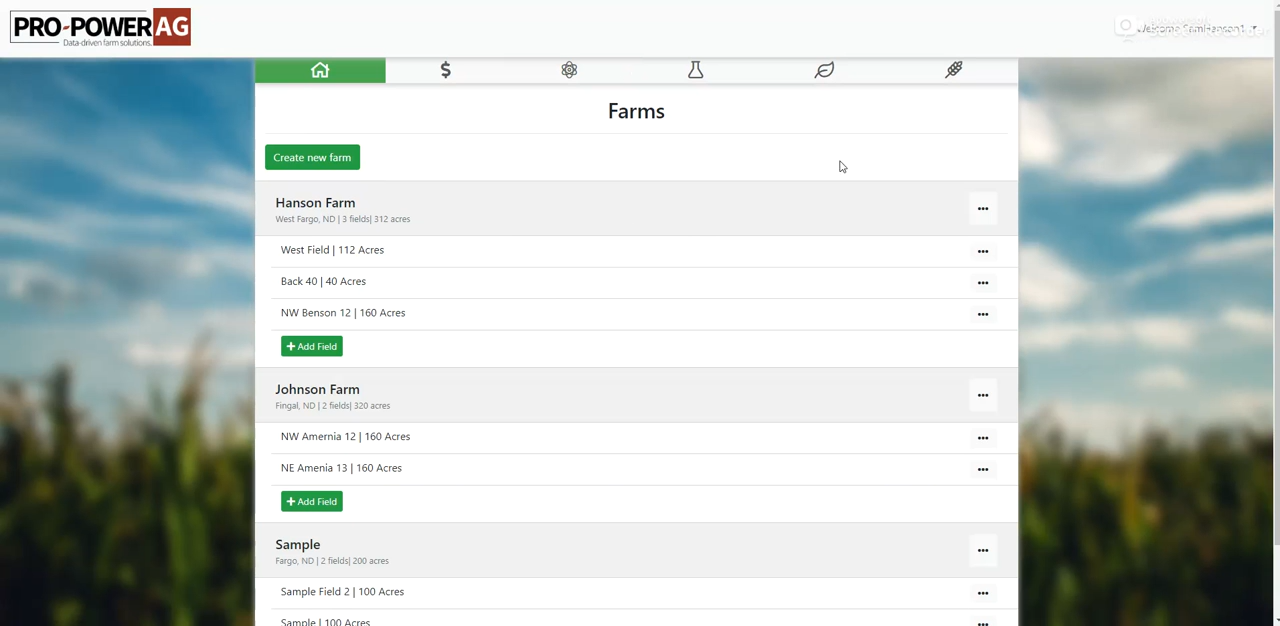 PRO-POWER AG
Data-driven farm solutions.
$
Farms
Create new farm
Hanson Farm
West Fargo, ND | 3 fields| 312 acres
West Field | 112 Acres
Back 40 | 40 Acres
NW Benson 12 | 160 Acres
+ Add Field
Johnson Farm
Fingal, ND | 2 fields| 320 acres
NW Amernia 12 | 160 Acres
NE Amenia 13 | 160 Acres
+ Add Field
Sample
Fargo, ND | 2 fields| 200 acres
Sample Field 2 | 100 Acres
Sample | 100 Acres